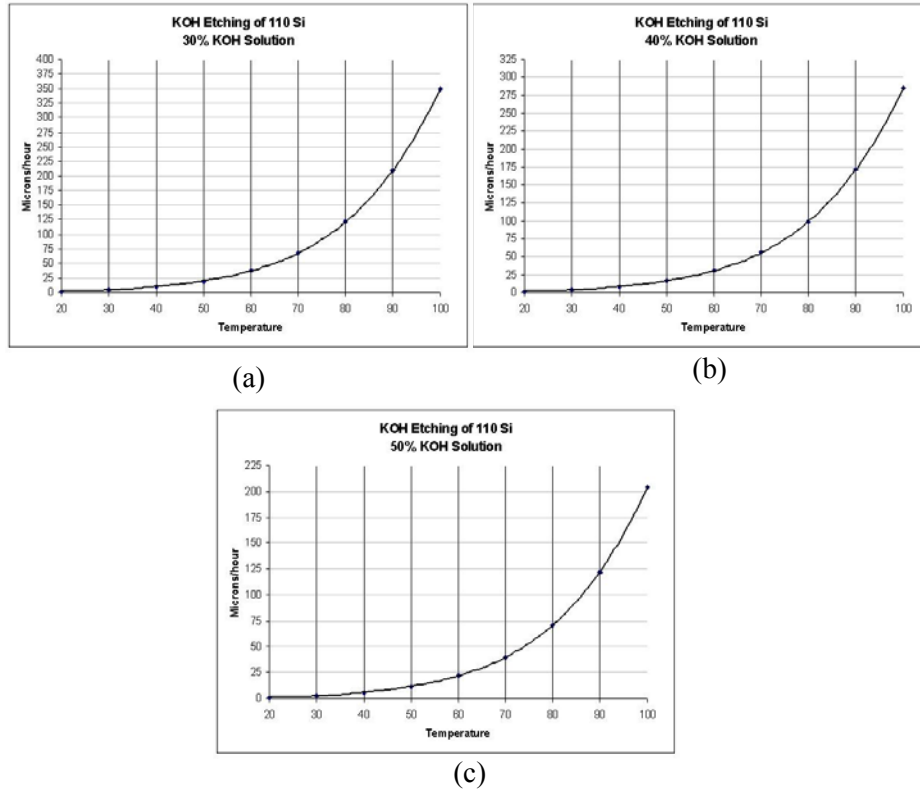 KOH Etching of 110 Si
30% KOH Solution
400
375
350
325
300
275
250
225
200
175
150
125
100
75
50
25
0
Microns/hour
20 30 40 50 60 70 80 90 100
Temperature
(a)
KOH Etching of 110 Si
40% KOH Solution
325
300
275
250
225
200
175
150
125
100
75
50
25
0
Microns/hour
20 30 40 50 60 70 80 90 100
Temperature
(b)
KOH Etching of 110 Si
50% KOH Solution
225
200
175
150
125
100
75
50
25
0
Microns/hour
20 30 40 50 60 70 80 90 100
Temperature
(c)